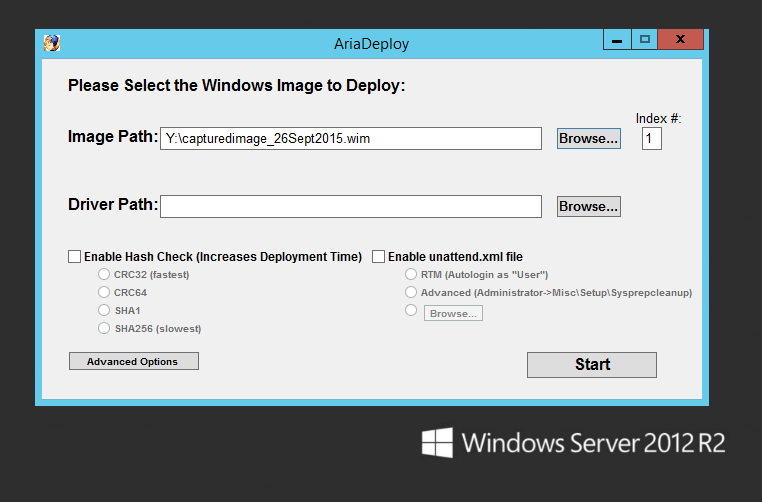 AriaDeploy
Please Select the Windows Image to Deploy:
Index #:
Image Path: Y:\capturedimage_26Sept2015.wim Browse... 1
Driver Path: Browse...
Enable Hash Check (Increases Deployment Time) Enable unattend.xml file
CRC32 (fastest) RTM (Autologin as "User")
CRC64 Advanced (Administrator->Misc\Setup\Sysprepcleanup)
SHA1 Browse...
SHA256 (slowest)
Advanced Options Start
Windows Server 2012 R2